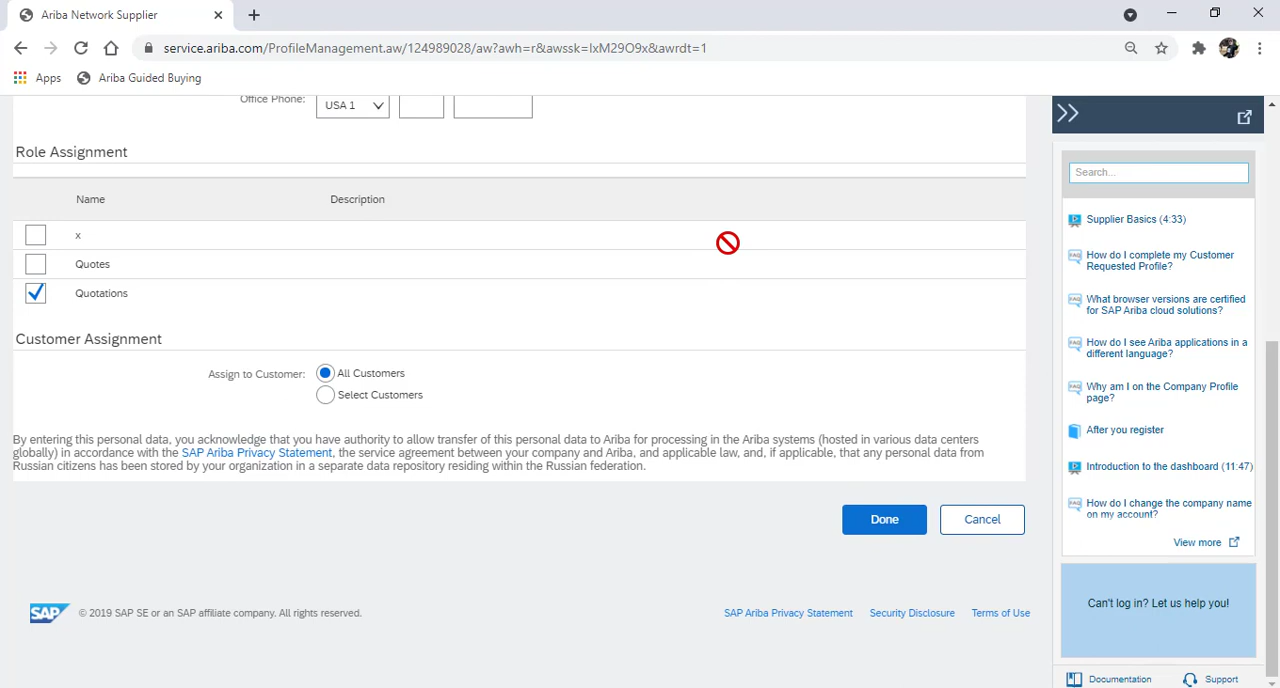 Ariba Network Supplier
service.ariba.com/ProfileManagement.aw/124989028/aw?awh=r&awssk=IxM29O9x&awrdt=1
Apps Ariba Guided Buying
Office Phone: USA 1
Role Assignment
Name Description
x
Quotes
Quotations
Customer Assignment
Assign to Customer: All Customers
Select Customers
By entering this personal data, you acknowledge that you have authority to allow transfer of this personal data to Ariba for processing in the Ariba systems (hosted in various data centers
globally) in accordance with the SAP Ariba Privacy Statement, the service agreement between your company and Ariba, and applicable law, and, if applicable, that any personal data from
Russian citizens has been stored by your organization in a separate data repository residing within the Russian federation.
Done Cancel
SAP © 2019 SAP SE or an SAP affiliate company. All rights reserved.
SAP Ariba Privacy Statement Security Disclosure Terms of Use
Search...
Supplier Basics (4:33)
FAQ How do I complete my Customer
Requested Profile?
FAQ What browser versions are certified
for SAP Ariba cloud solutions?
FAQ How do I see Ariba applications in a
different language?
FAQ Why am I on the Company Profile
page?
After you register
Introduction to the dashboard (11:47)
FAQ How do I change the company name
on my account?
View more
Can't log in? Let us help you!
Documentation Support